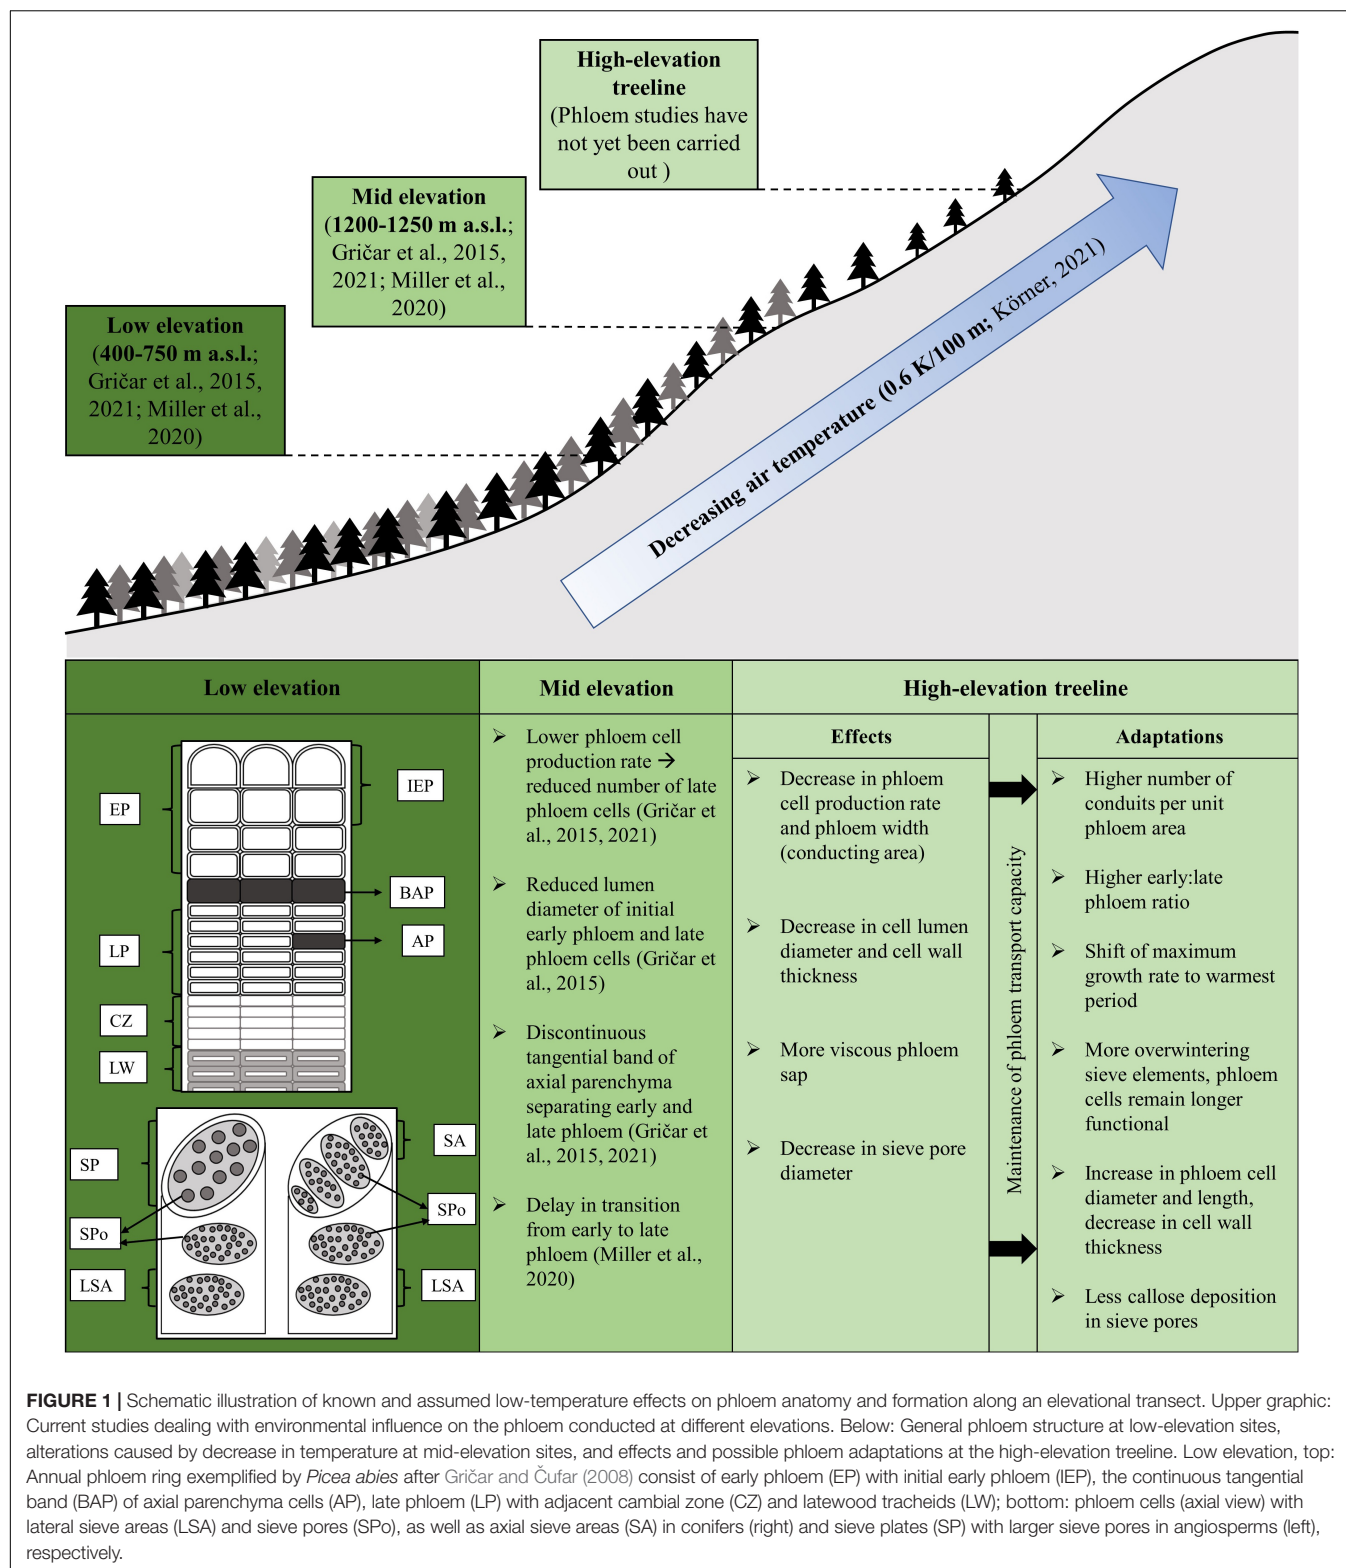 High-elevation
treeline
(Phloem studies have
not yet been carried
out )
Mid elevation
(1200-1250 m a.s.l.;
Gričar et al., 2015,
2021; Miller et al.,
2020)
Low elevation
(400-750 m a.s.l.;
Gričar et al., 2015,
2021; Miller et al.,
2020)
Decreasing air temperature (0.6 K/100 m; Körner, 2021)
Low elevation
EP
IEP
BAP
LP
AP
CZ
LW
SP
SA
SPo
SPo
LSA
LSA
Mid elevation
➢ Lower phloem cell
production rate →
reduced number of late
phloem cells (Gričar et
al., 2015, 2021)
➢ Reduced lumen
diameter of initial
early phloem and late
phloem cells (Gričar et
al., 2015)
➢ Discontinuous
tangential band of
axial parenchyma
separating early and
late phloem (Gričar et
al., 2015, 2021)
➢ Delay in transition
from early to late
phloem (Miller et al.,
2020)
High-elevation treeline
Effects
➢ Decrease in phloem
cell production rate
and phloem width
(conducting area)
➢ Decrease in cell lumen
diameter and cell wall
thickness
➢ More viscous phloem
sap
➢ Decrease in sieve pore
diameter
Maintenance of phloem transport capacity
Adaptations
➢ Higher number of
conduits per unit
phloem area
➢ Higher early:late
phloem ratio
➢ Shift of maximum
growth rate to warmest
period
➢ More overwintering
sieve elements, phloem
cells remain longer
functional
➢ Increase in phloem cell
diameter and length,
decrease in cell wall
thickness
➢ Less callose deposition
in sieve pores
FIGURE 1 | Schematic illustration of known and assumed low-temperature effects on phloem anatomy and formation along an elevational transect. Upper graphic:
Current studies dealing with environmental influence on the phloem conducted at different elevations. Below: General phloem structure at low-elevation sites,
alterations caused by decrease in temperature at mid-elevation sites, and effects and possible phloem adaptations at the high-elevation treeline. Low elevation, top:
Annual phloem ring exemplified by Picea abies after Gričar and Čufar (2008) consist of early phloem (EP) with initial early phloem (IEP), the continuous tangential
band (BAP) of axial parenchyma cells (AP), late phloem (LP) with adjacent cambial zone (CZ) and latewood tracheids (LW); bottom: phloem cells (axial view) with
lateral sieve areas (LSA) and sieve pores (SPo), as well as axial sieve areas (SA) in conifers (right) and sieve plates (SP) with larger sieve pores in angiosperms (left),
respectively.